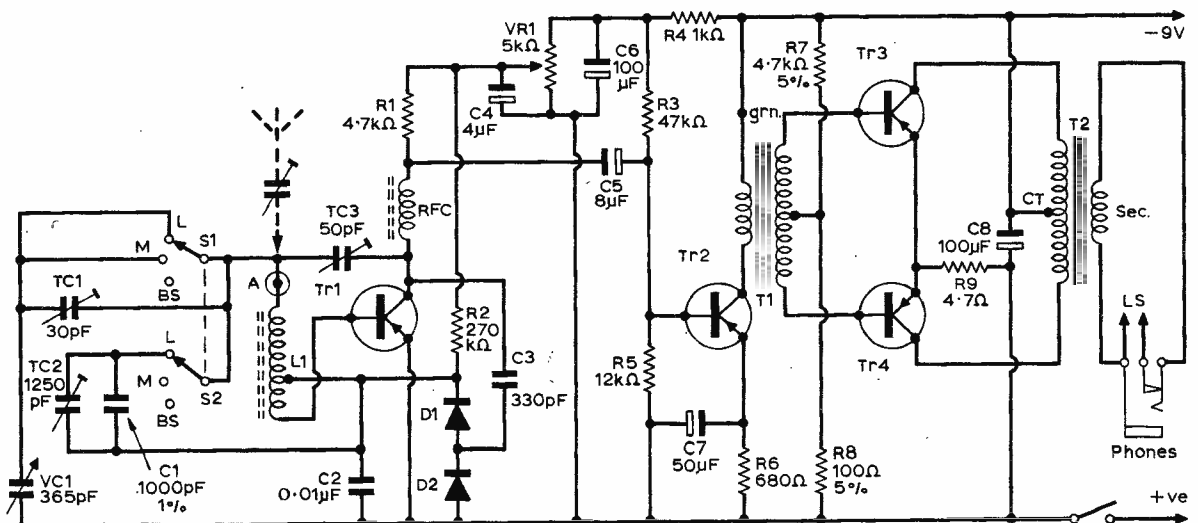 VR1
5kΩ
C6
100
μF
R4 1kΩ
R7
4.7kΩ
5%
Tr3
−9V
R1
4.7kΩ
C4
4μF
R3
47kΩ
grn.
T2
C5
8μF
RFC
TC3
50pF
L
S1
M
BS
A
Tr1
Tr2
T1
CT
C8
100μF
Sec.
R9
4.7Ω
TC1
30pF
L
TC2
1250
pF
M
BS
S2
L1
R2
270
kΩ
C3
330pF
R5
12kΩ
Tr4
LS
D1
C7
50μF
Phones
VC1
365pF
C1
.1000pF
1%
C2
0.01μF
D2
R6
680Ω
R8
100Ω
5%
+ve